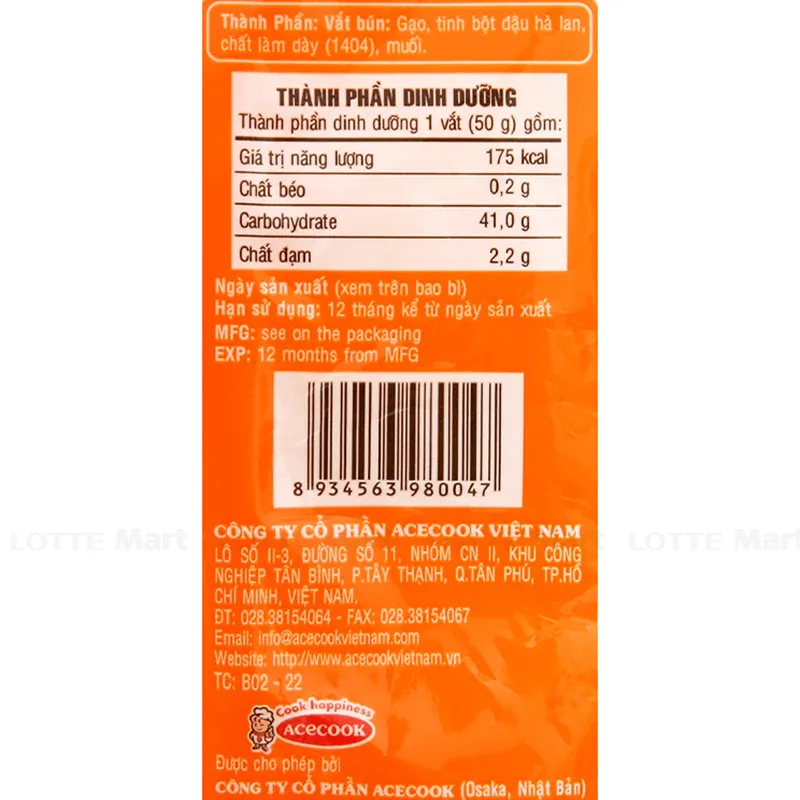 Thành Phần: Vắt bún: Gạo, tinh bột đậu hà lan,
chất làm dày (1404), muối.
THÀNH PHẦN DINH DƯỠNG
Thành phần dinh dưỡng 1 vắt (50 g) gồm:
Giá trị năng lượng 175 kcal
Chất béo 0,2 g
Carbohydrate 41,0 g
Chất đạm 2,2 g
Ngày sản xuất (xem trên bao bì)
Hạn sử dụng: 12 tháng kể từ ngày sản xuất
MFG: see on the packaging
EXP: 12 months from MFG
8 934563 980047
CÔNG TY CỔ PHẦN ACECOOK VIỆT NAM
LÔ SỐ II-3, ĐƯỜNG SỐ 11, NHÓM CN II, KHU CÔNG
NGHIỆP TÂN BÌNH, P.TÂY THẠNH, Q.TÂN PHÚ, TP.HỒ
CHÍ MINH, VIỆT NAM.
ĐT: 028.38154064 - FAX: 028.38154067
Email: info@acecookvietnam.com
Website: http://www.acecookvietnam.vn
TC: B02 - 22
Cook happiness
ACECOOK
Được cho phép bởi
CÔNG TY CỔ PHẦN ACECOOK (Osaka, Nhật Bản)
LOTTE Mart
LOTTE Mart